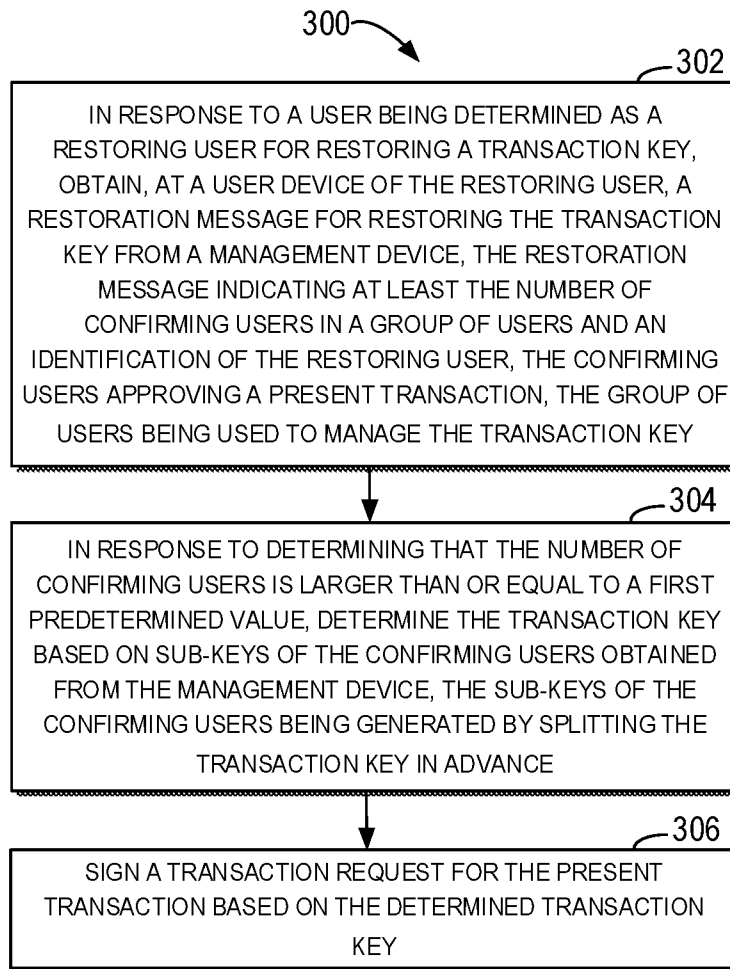 300
302
IN RESPONSE TO A USER BEING DETERMINED AS A
RESTORING USER FOR RESTORING A TRANSACTION KEY,
OBTAIN, AT A USER DEVICE OF THE RESTORING USER, A
RESTORATION MESSAGE FOR RESTORING THE TRANSACTION
KEY FROM A MANAGEMENT DEVICE, THE RESTORATION
MESSAGE INDICATING AT LEAST THE NUMBER OF
CONFIRMING USERS IN A GROUP OF USERS AND AN
IDENTIFICATION OF THE RESTORING USER, THE CONFIRMING
USERS APPROVING A PRESENT TRANSACTION, THE GROUP OF
USERS BEING USED TO MANAGE THE TRANSACTION KEY
304
IN RESPONSE TO DETERMINING THAT THE NUMBER OF
CONFIRMING USERS IS LARGER THAN OR EQUAL TO A FIRST
PREDETERMINED VALUE, DETERMINE THE TRANSACTION KEY
BASED ON SUB-KEYS OF THE CONFIRMING USERS OBTAINED
FROM THE MANAGEMENT DEVICE, THE SUB-KEYS OF THE
CONFIRMING USERS BEING GENERATED BY SPLITTING THE
TRANSACTION KEY IN ADVANCE
306
SIGN A TRANSACTION REQUEST FOR THE PRESENT
TRANSACTION BASED ON THE DETERMINED TRANSACTION
KEY